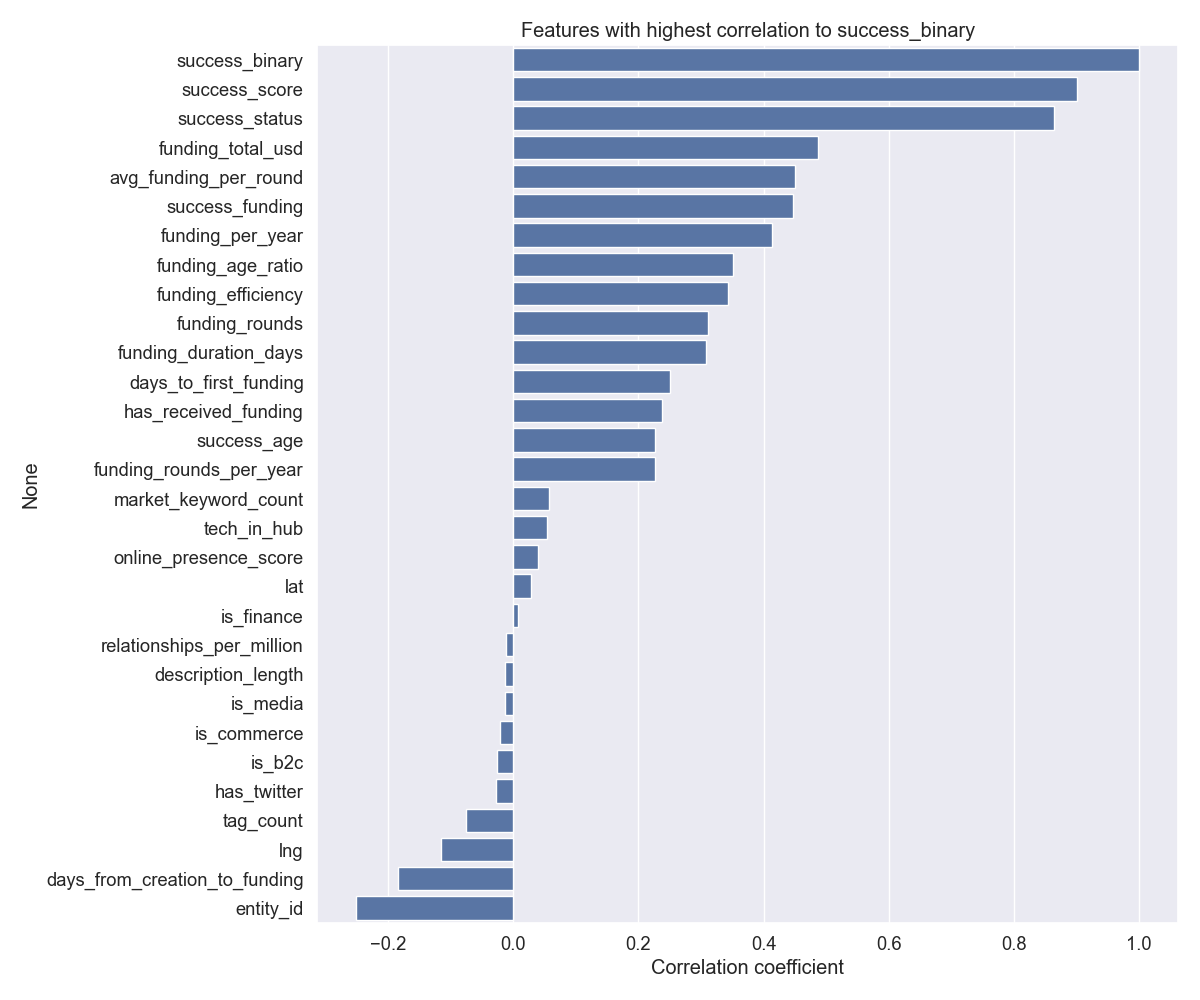 Features with highest correlation to success_binary
success_binary
success_score
success_status
funding_total_usd
avg_funding_per_round
success_funding
funding_per_year
funding_age_ratio
funding_efficiency
funding_rounds
funding_duration_days
days_to_first_funding
has_received_funding
success_age
funding_rounds_per_year
market_keyword_count
tech_in_hub
online_presence_score
lat
is_finance
relationships_per_million
description_length
is_media
is_commerce
is_b2c
has_twitter
tag_count
lng
days_from_creation_to_funding
entity_id
None
−0.2 0.0 0.2 0.4 0.6 0.8 1.0
Correlation coefficient